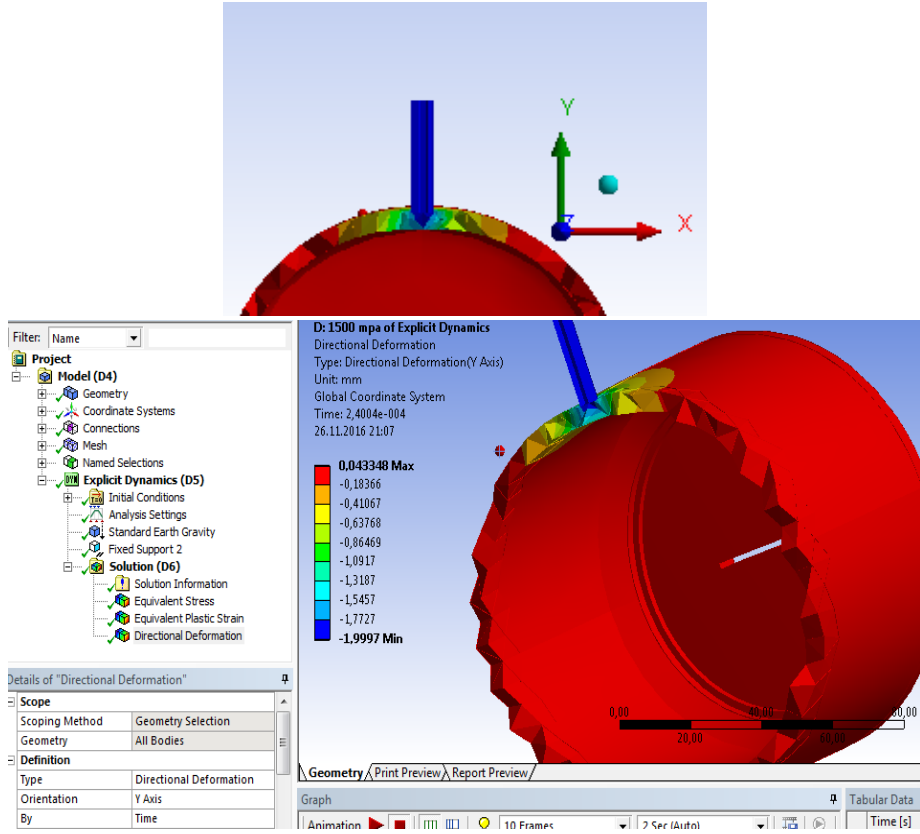 Y
X
Z
Filter: Name
Project
Model (D4)
Geometry
Coordinate Systems
Connections
Mesh
Named Selections
Explicit Dynamics (D5)
Initial Conditions
Analysis Settings
Standard Earth Gravity
Fixed Support 2
Solution (D6)
Solution Information
Equivalent Stress
Equivalent Plastic Strain
Directional Deformation
Details of "Directional Deformation"
Scope
Scoping Method Geometry Selection
Geometry All Bodies
Definition
Type Directional Deformation
Orientation Y Axis
By Time
D: 1500 mpa of Explicit Dynamics
Directional Deformation
Type: Directional Deformation(Y Axis)
Unit: mm
Global Coordinate System
Time: 2,4004e-004
26.11.2016 21:07
0,043348 Max
-0,18366
-0,41067
-0,63768
-0,86469
-1,0917
-1,3187
-1,5457
-1,7727
-1,9997 Min
0,00 40,00 80,00
20,00 60,00
Geometry Print Preview Report Preview
Graph
Animation 10 Frames 2 Sec (Auto)
Tabular Data
Time [s]